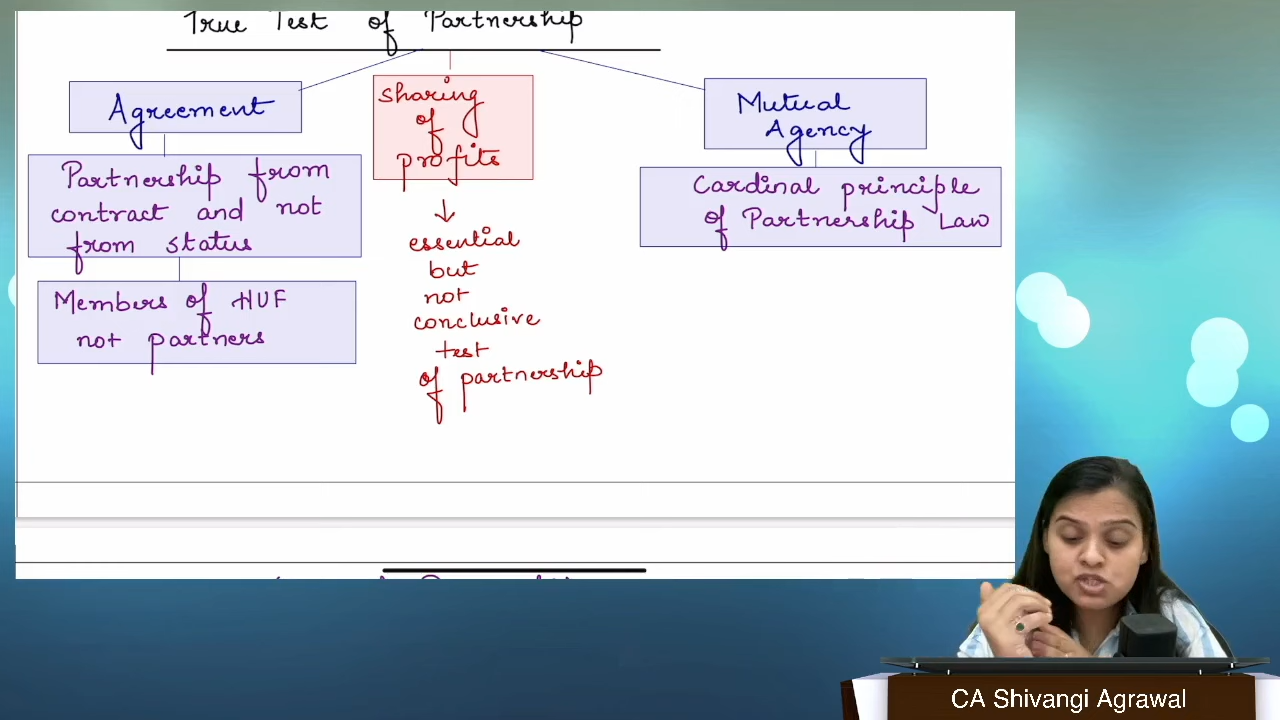 True Test of Partnership
Agreement
Partnership from
contract and not
from status
Members of HUF
not partners
Sharing
of
profits
essential
but
not
conclusive
test
of partnership
Mutual
Agency
Cardinal principle
of Partnership Law
CA Shivangi Agrawal